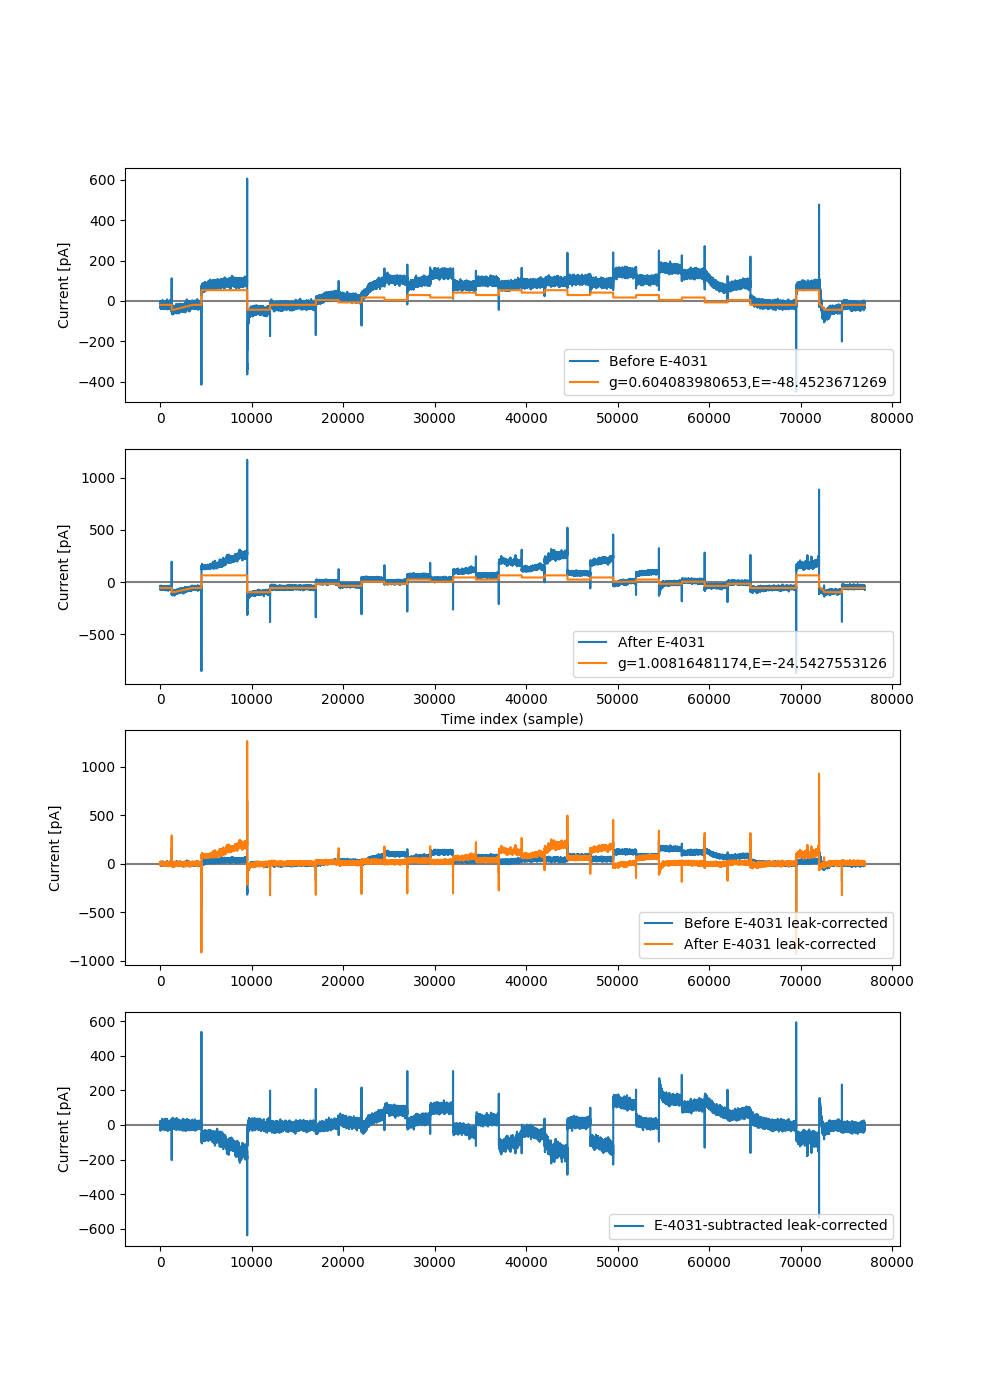 600
400
200
0
−200
−400
Current [pA]
Before E-4031
g=0.604083980653,E=-48.4523671269
0 10000 20000 30000 40000 50000 60000 70000 80000
1000
500
0
−500
Current [pA]
After E-4031
g=1.00816481174,E=-24.5427553126
0 10000 20000 30000 40000 50000 60000 70000 80000
Time index (sample)
1000
500
0
−500
−1000
Current [pA]
Before E-4031 leak-corrected
After E-4031 leak-corrected
0 10000 20000 30000 40000 50000 60000 70000 80000
600
400
200
0
−200
−400
−600
Current [pA]
E-4031-subtracted leak-corrected
0 10000 20000 30000 40000 50000 60000 70000 80000